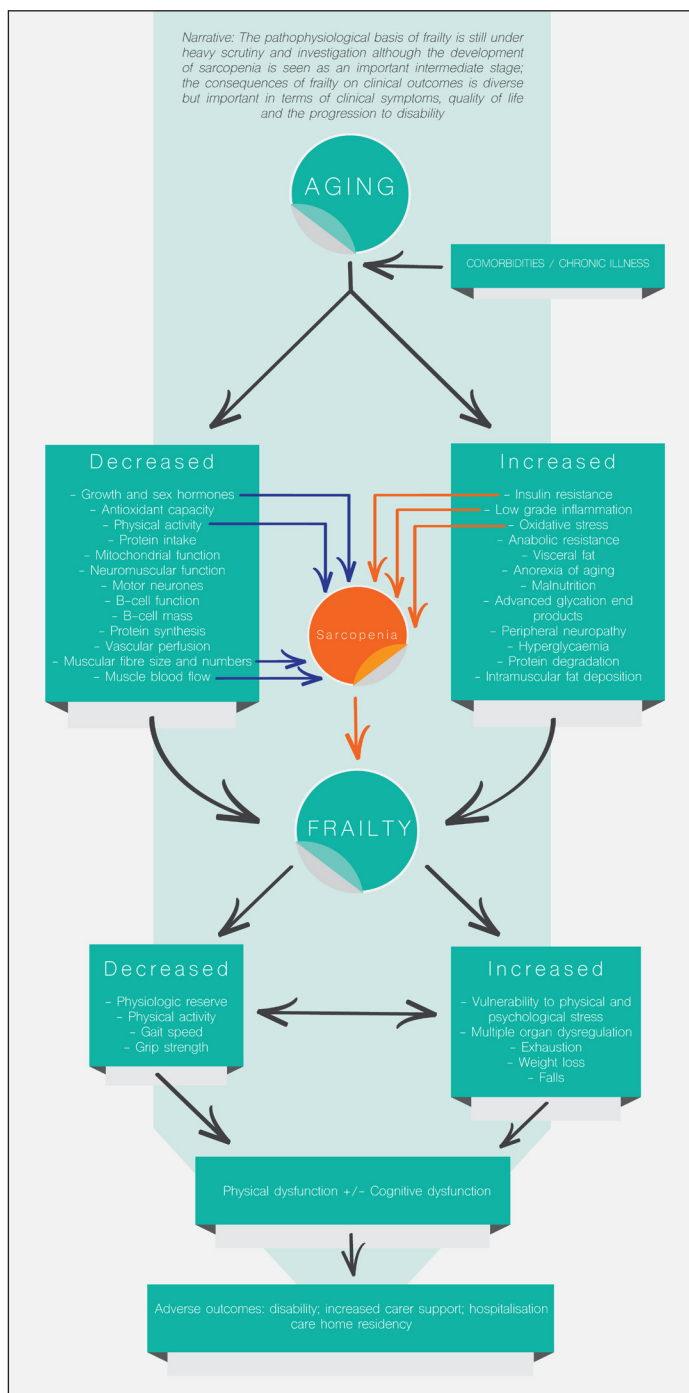 Narrative: The pathophysiological basis of frailty is still under
heavy scrutiny and investigation although the development
of sarcopenia is seen as an important intermediate stage;
the consequences of frailty on clinical outcomes is diverse
but important in terms of clinical symptoms, quality of life
and the progression to disability
AGING
COMORBIDITIES / CHRONIC ILLNESS
Decreased
- Growth and sex hormones
- Antioxidant capacity
- Physical activity
- Protein intake
- Mitochondrial function
- Neuromuscular function
- Motor neurones
- B-cell function
- B-cell mass
- Protein synthesis
- Vascular perfusion
- Muscular fibre size and numbers
- Muscle blood flow
Increased
- Insulin resistance
- Low grade inflammation
- Oxidative stress
- Anabolic resistance
- Visceral fat
- Anorexia of aging
- Malnutrition
- Advanced glycation end
products
- Peripheral neuropathy
- Hyperglycaemia
- Protein degradation
- Intramuscular fat deposition
Sarcopenia
FRAILTY
Decreased
- Physiologic reserve
- Physical activity
- Gait speed
- Grip strength
Increased
- Vulnerability to physical and
psychological stress
- Multiple organ dysregulation
- Exhaustion
- Weight loss
- Falls
Physical dysfunction +/- Cognitive dysfunction
Adverse outcomes: disability; increased carer support; hospitalisation
care home residency